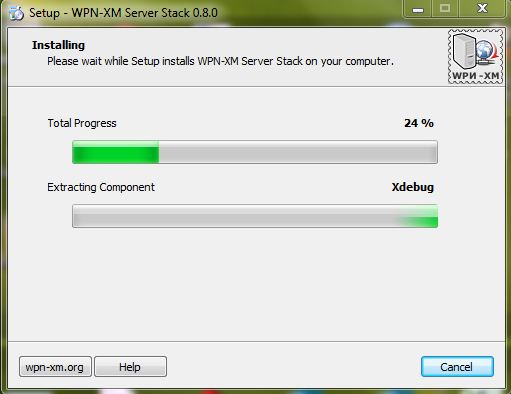 Setup - WPN-XM Server Stack 0.8.0
Installing
Please wait while Setup installs WPN-XM Server Stack on your computer.
WPИ-XM
Total Progress 24 %
Extracting Component Xdebug
wpn-xm.org Help Cancel